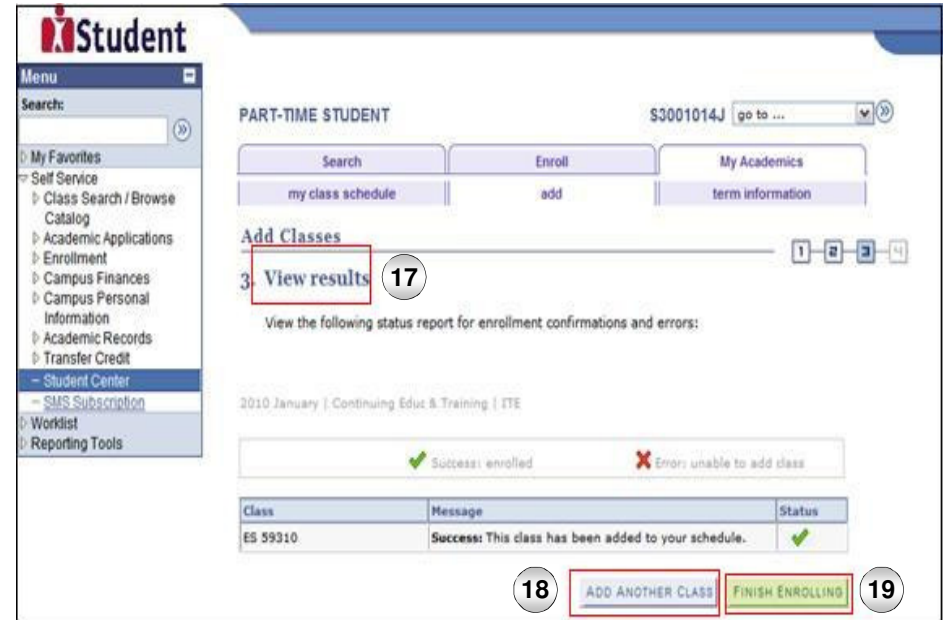 iStudent
Menu
Search:
My Favorites
Self Service
Class Search / Browse
Catalog
Academic Applications
Enrollment
Campus Finances
Campus Personal
Information
Academic Records
Transfer Credit
Student Center
SMS Subscription
Worklist
Reporting Tools
PART-TIME STUDENT
S3001014J go to ...
Search Enroll My Academics
my class schedule add term information
Add Classes
1 2 3 4
3. View results 17
View the following status report for enrollment confirmations and errors:
2010 January | Continuing Educ & Training | ITE
Success: enrolled Error: unable to add class
Class Message Status
ES 59310 Success: This class has been added to your schedule.
18 ADD ANOTHER CLASS FINISH ENROLLING 19